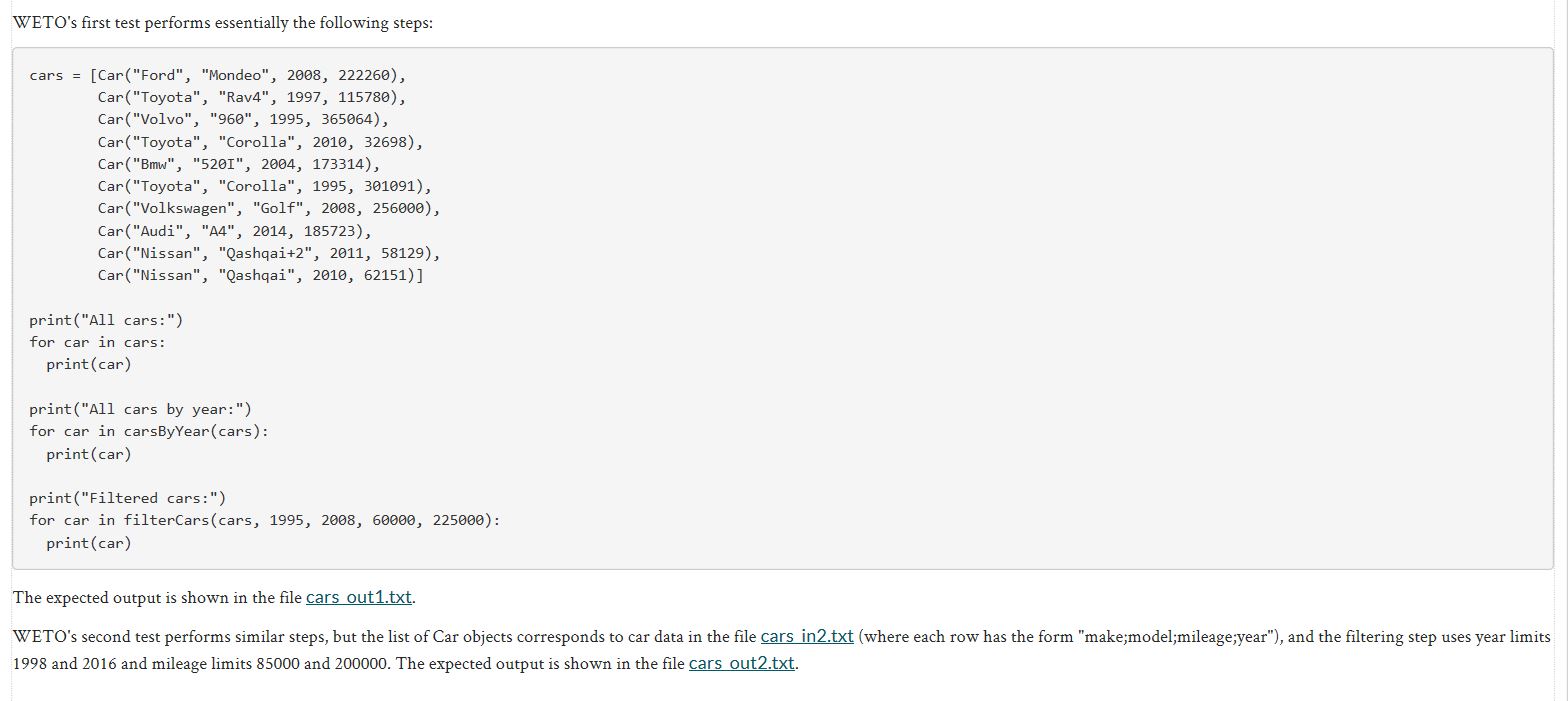 WETO's first test performs essentially the following steps:
cars = [Car("Ford", "Mondeo", 2008, 222260),
Car("Toyota", "Rav4", 1997, 115780),
Car("Volvo", "960", 1995, 365064),
Car("Toyota", "Corolla", 2010, 32698),
Car("Bmw", "520I", 2004, 173314),
Car("Toyota", "Corolla", 1995, 301091),
Car("Volkswagen", "Golf", 2008, 256000),
Car("Audi", "A4", 2014, 185723),
Car("Nissan", "Qashqai+2", 2011, 58129),
Car("Nissan", "Qashqai", 2010, 62151)]
print("All cars:")
for car in cars:
print(car)
print("All cars by year:")
for car in carsByYear(cars):
print(car)
print("Filtered cars:")
for car in filterCars(cars, 1995, 2008, 60000, 225000):
print(car)
The expected output is shown in the file cars_out1.txt.
WETO's second test performs similar steps, but the list of Car objects corresponds to car data in the file cars_in2.txt (where each row has the form "make;model;mileage;year"), and the filtering step uses year limits
1998 and 2016 and mileage limits 85000 and 200000. The expected output is shown in the file cars_out2.txt.